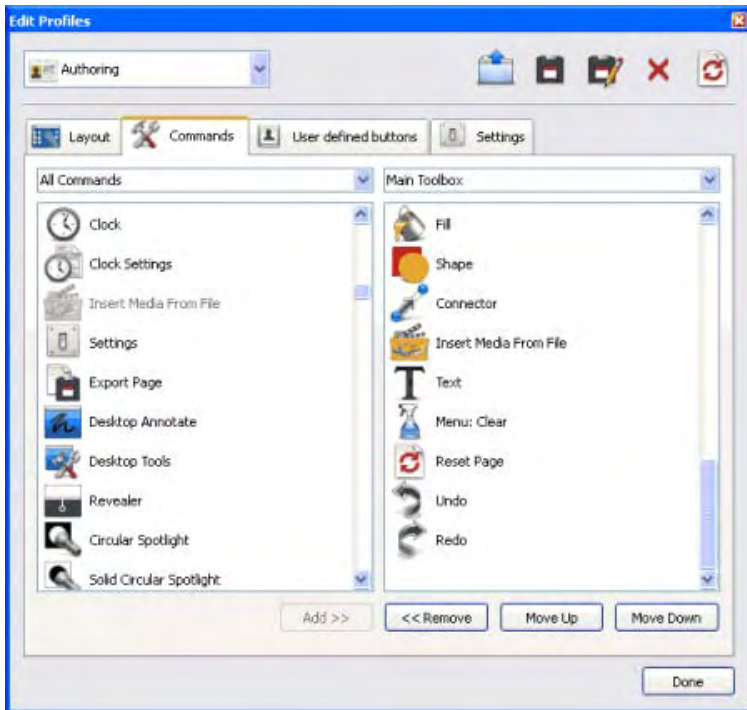 Edit Profiles
Authoring
Layout
Commands
User defined buttons
Settings
All Commands
Main Toolbox
Clock
Clock Settings
Insert Media From File
Settings
Export Page
Desktop Annotate
Desktop Tools
Revealer
Circular Spotlight
Solid Circular Spotlight
Fill
Shape
Connector
Insert Media From File
Text
Menu: Clear
Reset Page
Undo
Redo
Add >>
<< Remove
Move Up
Move Down
Done